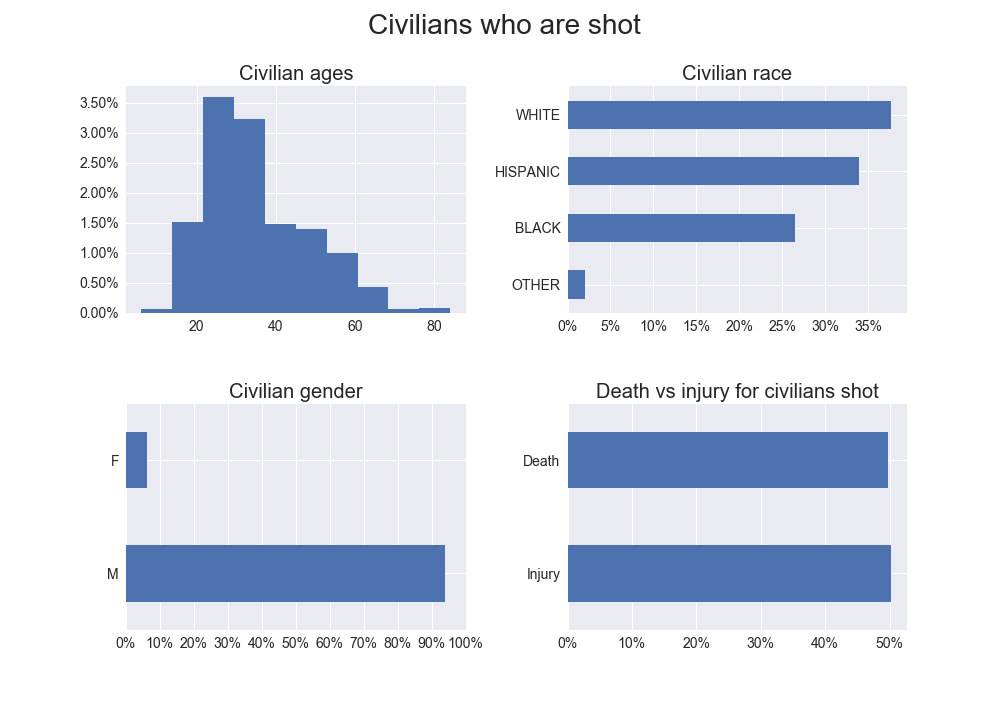 Civilians who are shot
Civilian ages
3.50%
3.00%
2.50%
2.00%
1.50%
1.00%
0.50%
0.00%
20 40 60 80
Civilian race
WHITE
HISPANIC
BLACK
OTHER
0% 5% 10% 15% 20% 25% 30% 35%
Civilian gender
F
M
0% 10% 20% 30% 40% 50% 60% 70% 80% 90% 100%
Death vs injury for civilians shot
Death
Injury
0% 10% 20% 30% 40% 50%